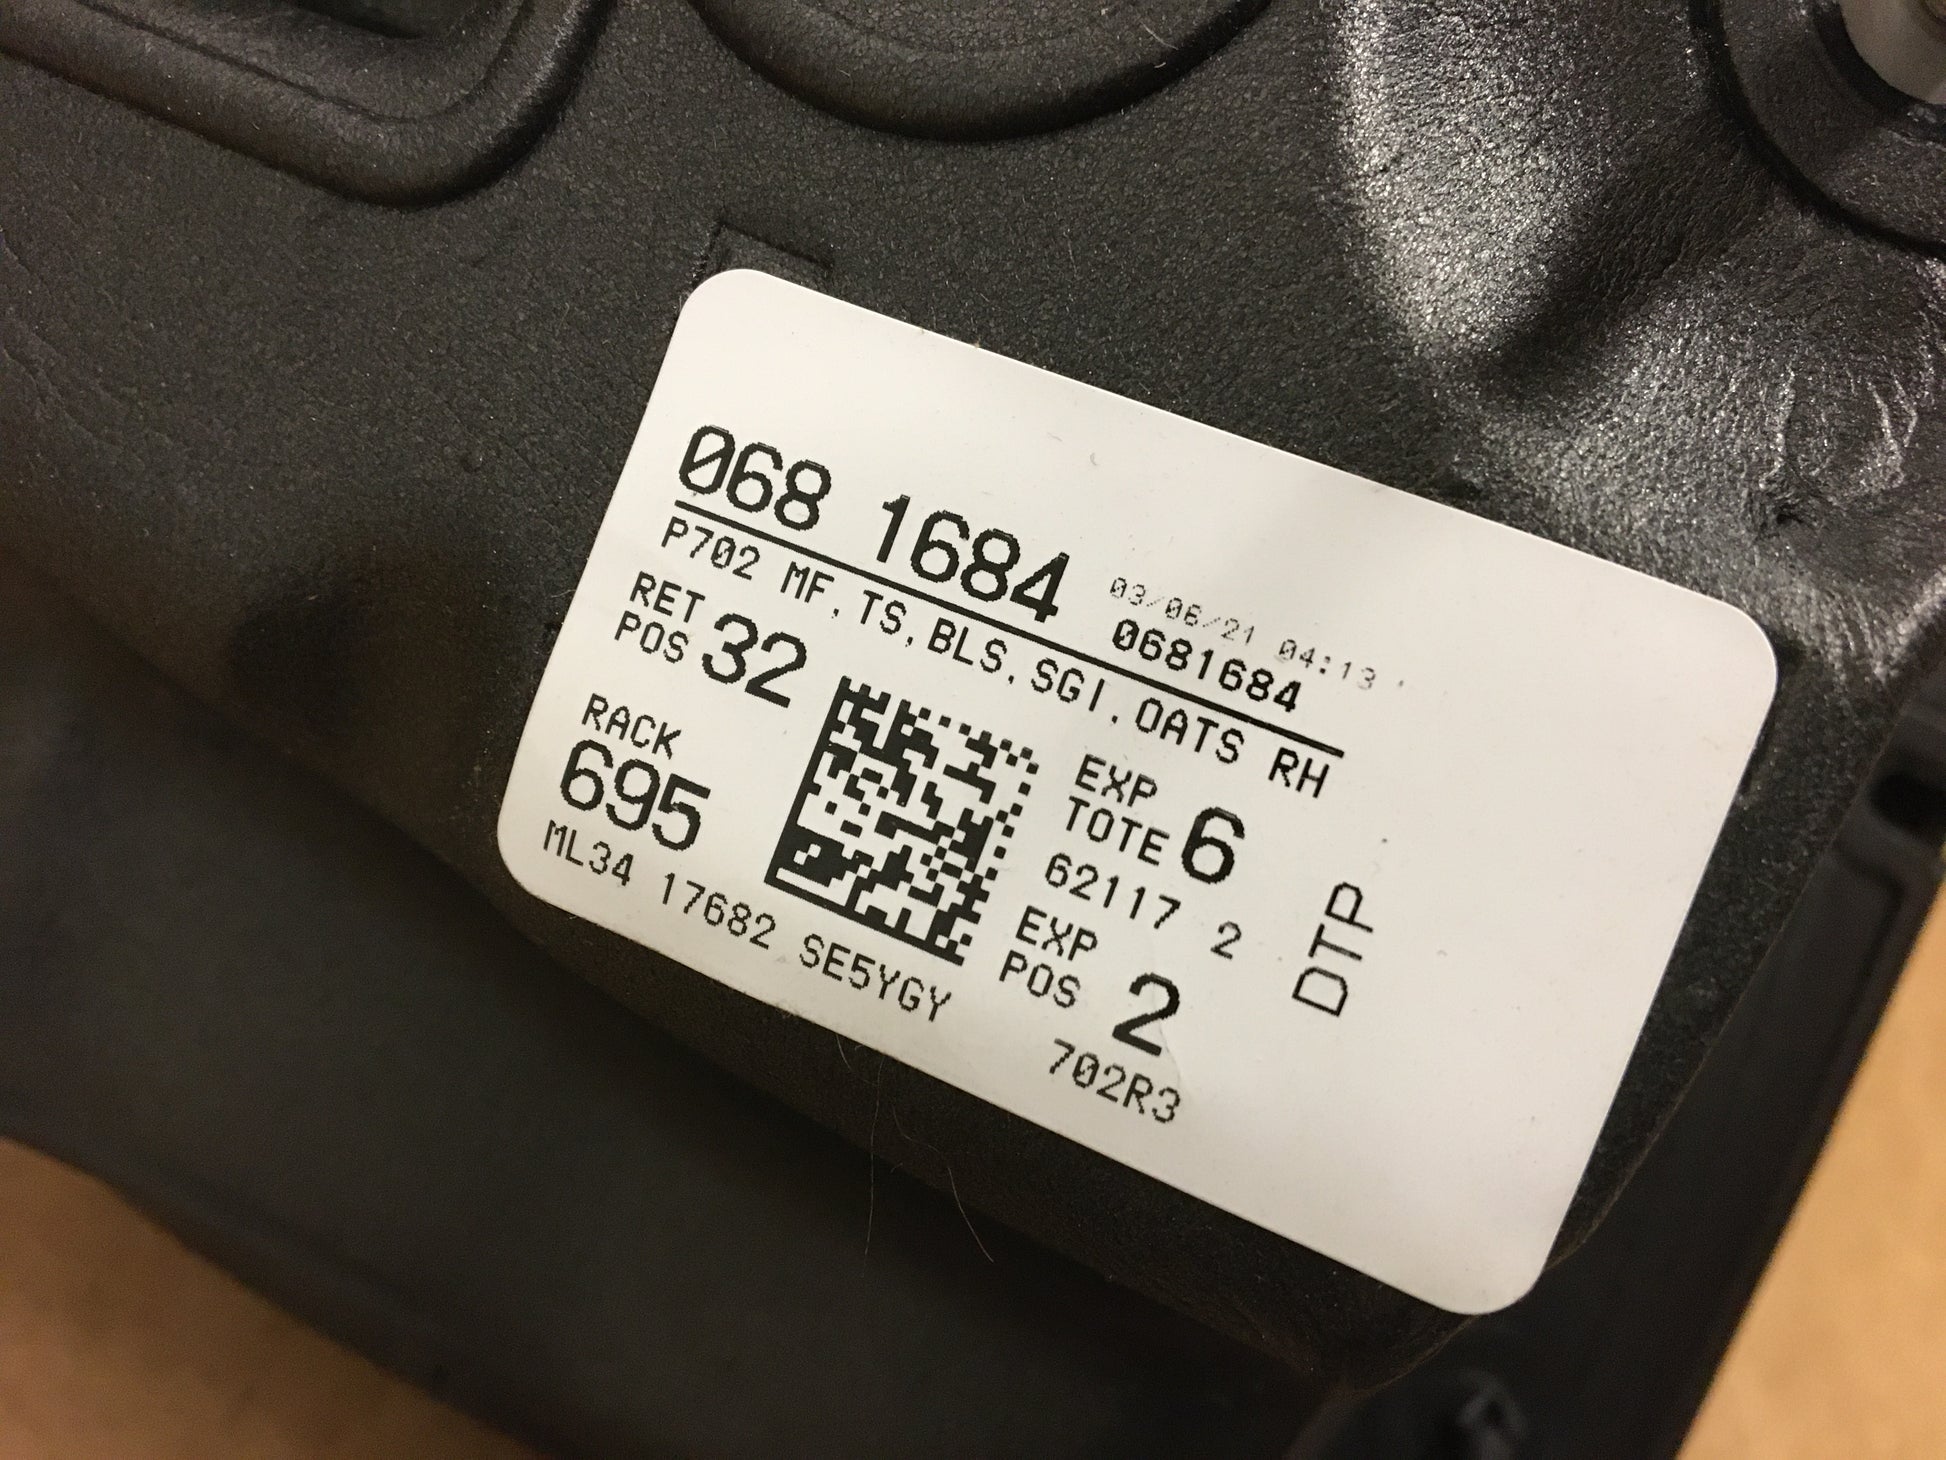 03/06/21 04:13
068 1684 0681684
P702 MF,TS,BLS,SGI,OATS RH
RET
POS 32
RACK
695
EXP
TOTE 6
62117 2
EXP
POS 2
DTP
ML34 17682 SE5YGY
702R3